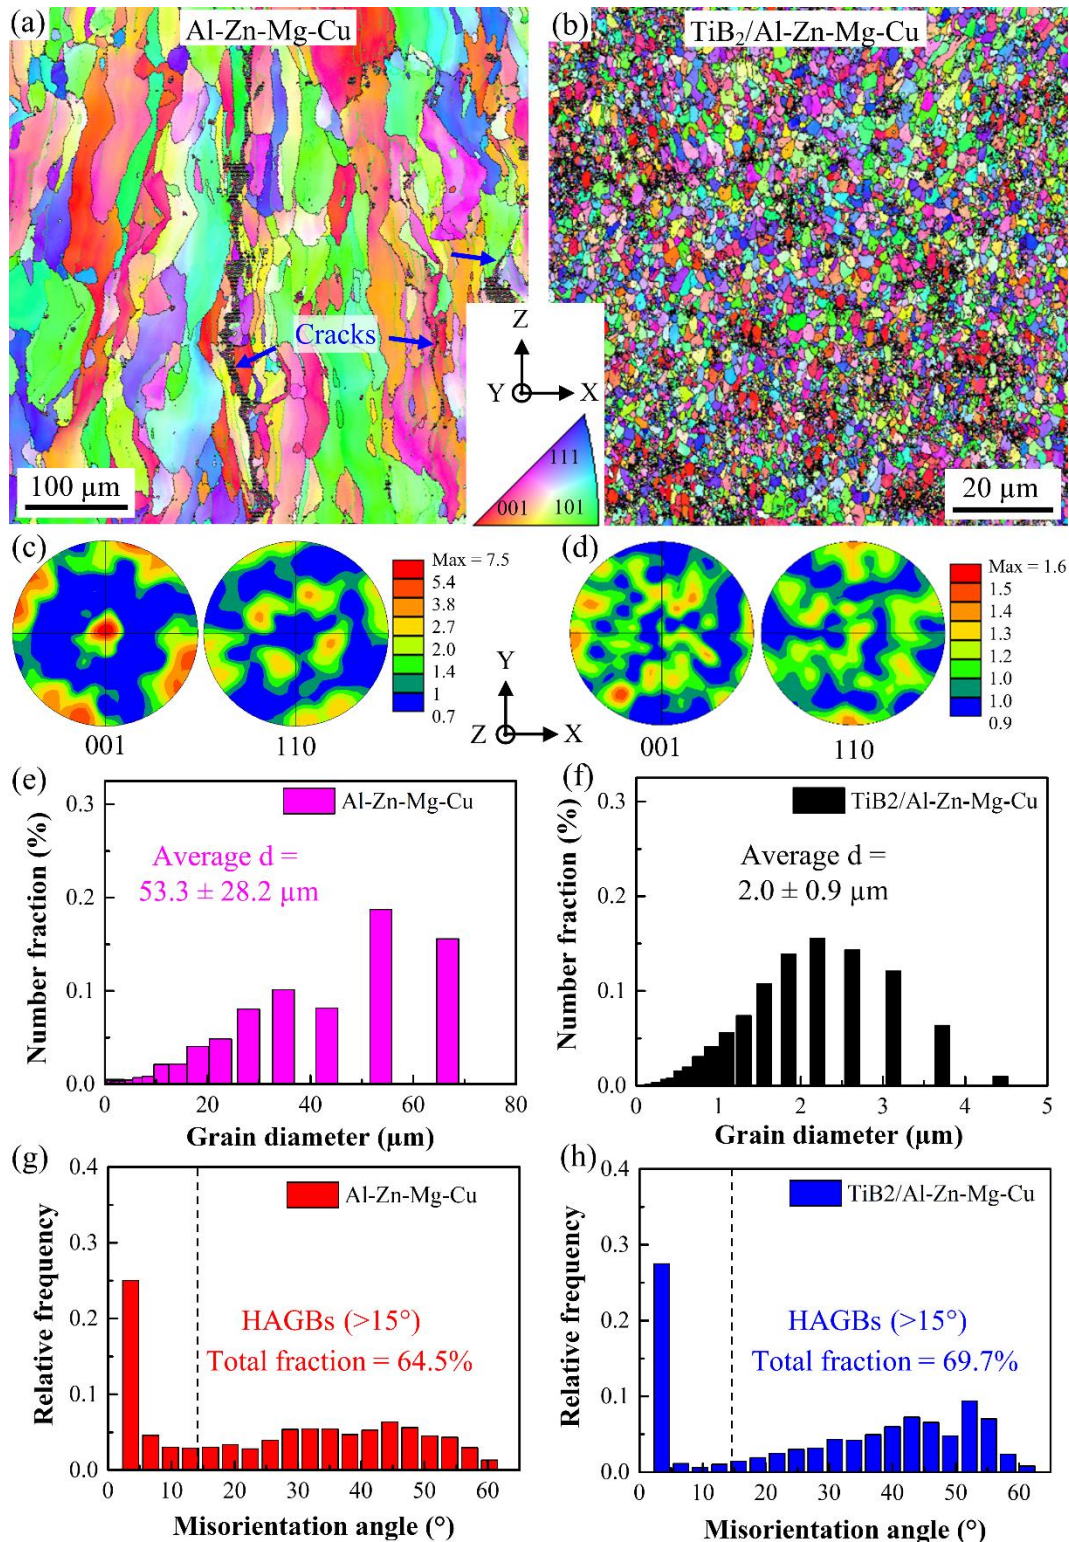 (a)
Al-Zn-Mg-Cu
(b)
TiB₂/Al-Zn-Mg-Cu
Cracks
100 µm
Z
Y
X
111
001
101
20 µm
(c)
Max = 7.5
5.4
3.8
2.7
2.0
1.4
1
0.7
001
110
Y
Z
X
(d)
Max = 1.6
1.5
1.4
1.3
1.2
1.0
1.0
0.9
001
110
(e)
Al-Zn-Mg-Cu
Average d =
53.3 ± 28.2 µm
Number fraction (%)
0.3
0.2
0.1
0.0
0 20 40 60 80
Grain diameter (µm)
(f)
TiB2/Al-Zn-Mg-Cu
Average d =
2.0 ± 0.9 µm
Number fraction (%)
0.3
0.2
0.1
0.0
1 2 3 4 5
Grain diameter (µm)
(g)
Al-Zn-Mg-Cu
HAGBs (>15°)
Total fraction = 64.5%
Relative frequency
0.4
0.3
0.2
0.1
0.0
0 10 20 30 40 50 60
Misorientation angle (°)
(h)
TiB2/Al-Zn-Mg-Cu
HAGBs (>15°)
Total fraction = 69.7%
Relative frequency
0.4
0.3
0.2
0.1
0.0
0 10 20 30 40 50 60
Misorientation angle (°)